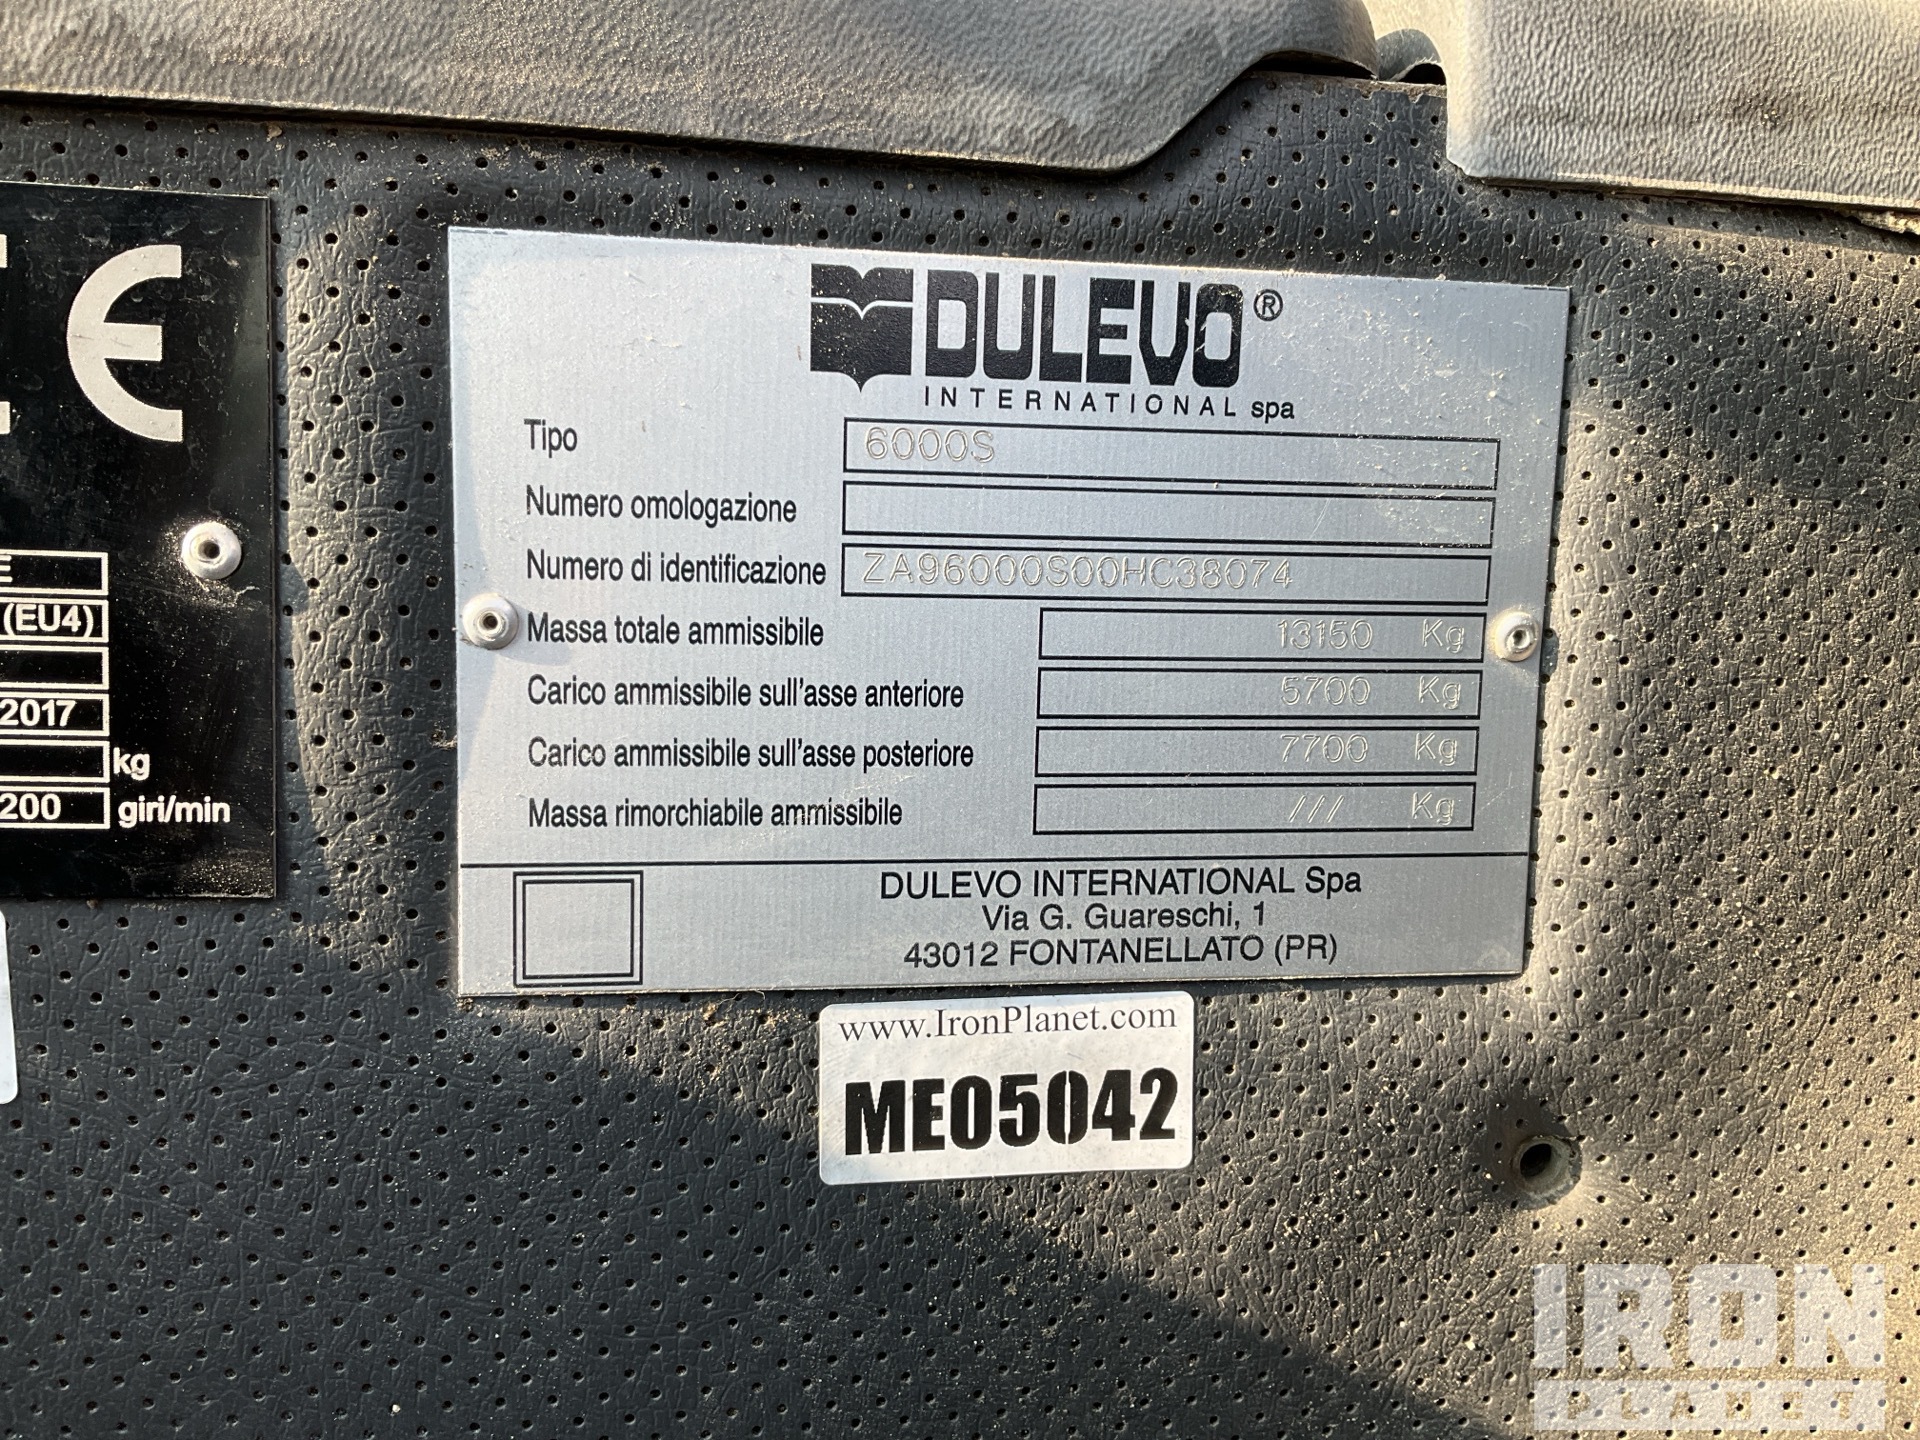 CE
E
(EU4)
2017
kg
200 giri/min
DULEVO®
INTERNATIONAL spa
Tipo 6000S
Numero omologazione
Numero di identificazione ZA96000S00HC38074
Massa totale ammissibile 13150 Kg
Carico ammissibile sull'asse anteriore 5700 Kg
Carico ammissibile sull'asse posteriore 7700 Kg
Massa rimorchiabile ammissibile /// Kg
DULEVO INTERNATIONAL Spa
Via G. Guareschi, 1
43012 FONTANELLATO (PR)
www.IronPlanet.com
ME05042
IRON
PLANET